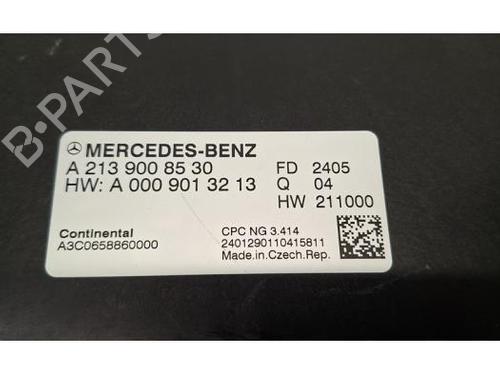 B-PARTS
MERCEDES-BENZ
A 213 900 85 30 FD 2405
HW: A 000 901 32 13 Q 04
HW 211000
Continental CPC NG 3.414
A3C0658860000 2401290110415811
Made.in.Czech.Rep.